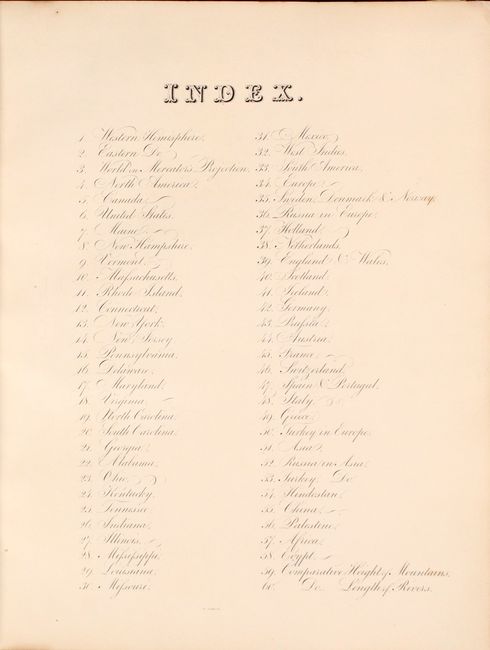 INDEX.
1. Western Hemisphere.
2. Eastern Do
3. World on Mercator's Projection.
4. North America.
5. Canada.
6. United States.
7. Maine.
8. New Hampshire.
9. Vermont.
10. Massachusetts.
11. Rhode Island.
12. Connecticut.
13. New York.
14. New Jersey
15. Pennsylvania.
16. Delaware.
17. Maryland.
18. Virginia.
19. North Carolina.
20. South Carolina.
21. Georgia.
22. Alabama.
23. Ohio.
24. Kentucky.
25. Tennessee
26. Indiana.
27. Illinois.
28. Mississippi.
29. Louisiana.
30. Missouri.
31. Mexico.
32. West Indies.
33. South America.
34. Europe.
35. Sweden, Denmark & Norway.
36. Russia in Europe.
37. Holland.
38. Netherlands.
39. England & Wales.
40. Scotland.
41. Ireland.
42. Germany.
43. Prussia.
44. Austria.
45. France.
46. Switzerland.
47. Spain & Portugal.
48. Italy.
49. Greece.
50. Turkey in Europe.
51. Asia.
52. Russia in Asia.
53. Turkey Do.
54. Hindostan.
55. China.
56. Palestine.
57. Africa.
58. Egypt.
59. Comparative Height of Mountains.
60. Do Length of Rivers.